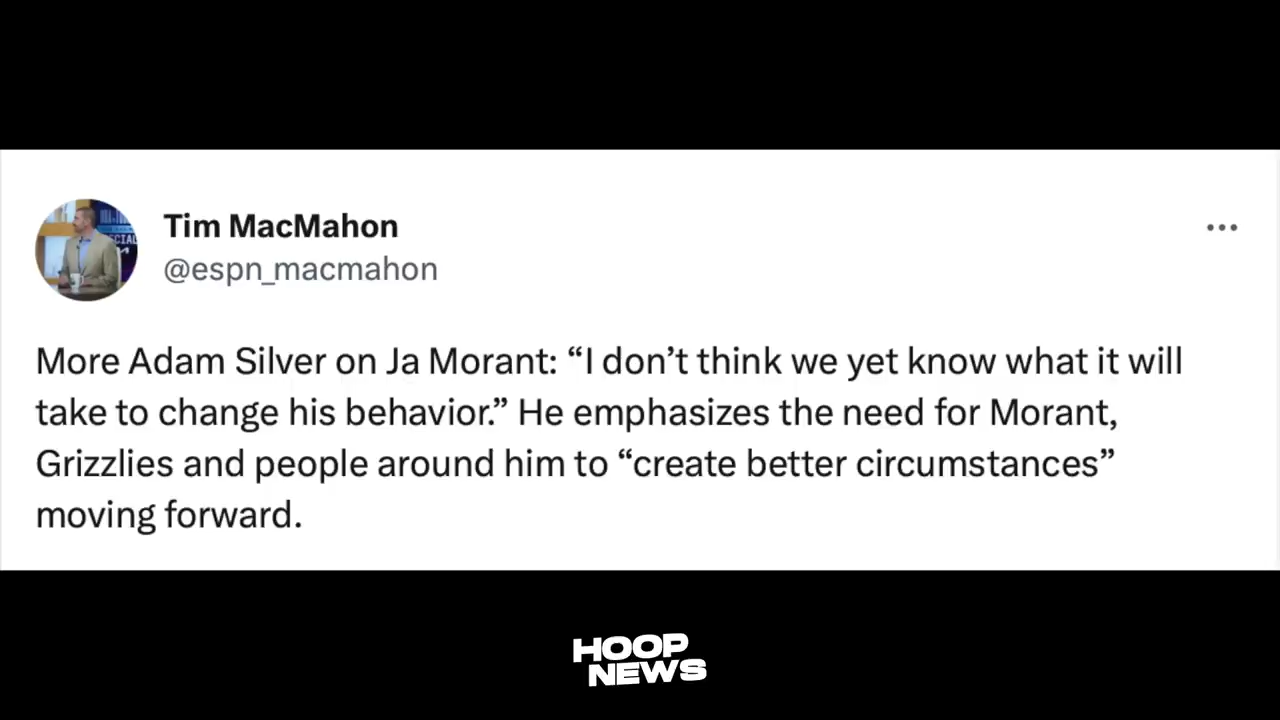 Tim MacMahon
@espn_macmahon
More Adam Silver on Ja Morant: “I don’t think we yet know what it will
take to change his behavior.” He emphasizes the need for Morant,
Grizzlies and people around him to “create better circumstances”
moving forward.
HOOP
NEWS